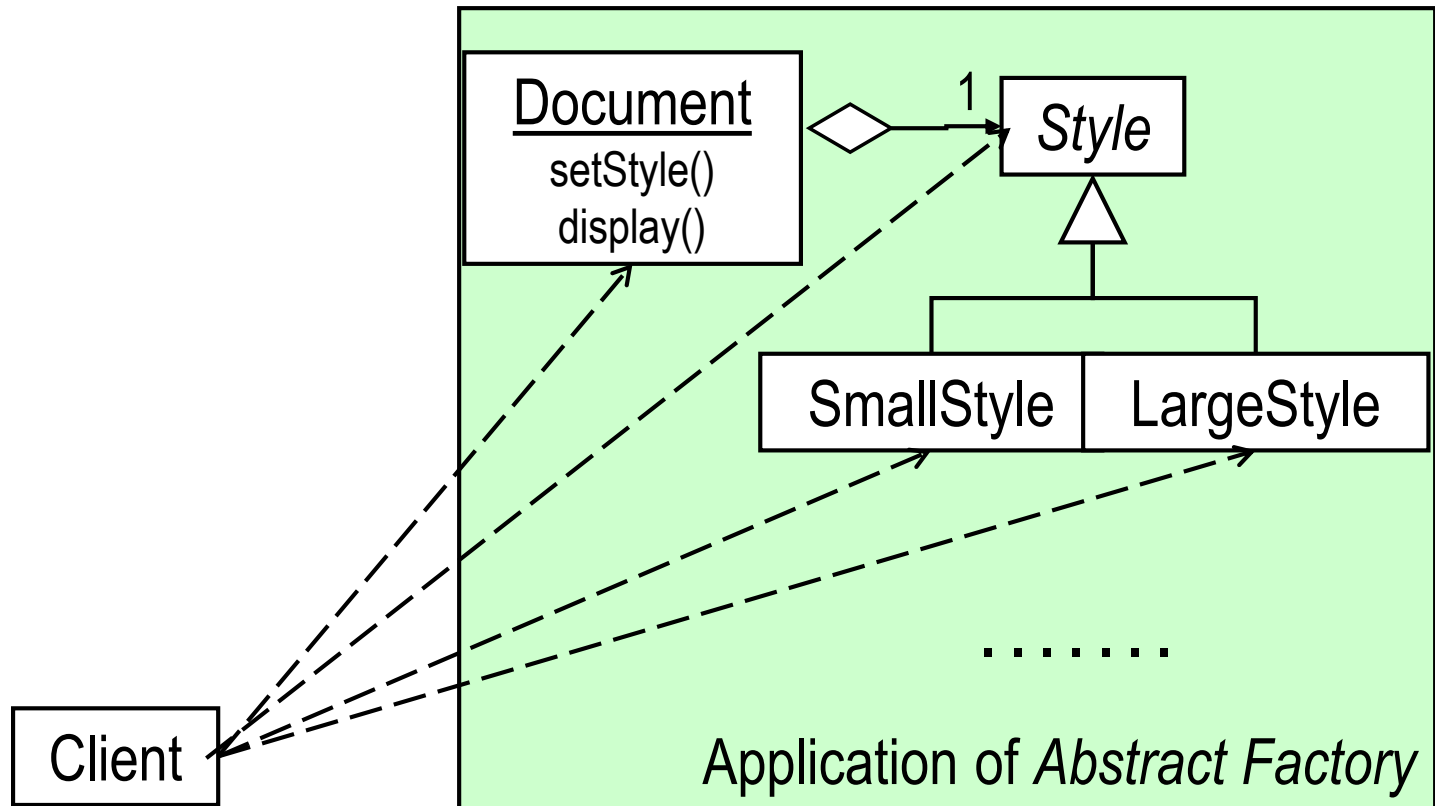 Document
setStyle()
display()
1
Style
SmallStyle
LargeStyle
.......
Client
Application of Abstract Factory